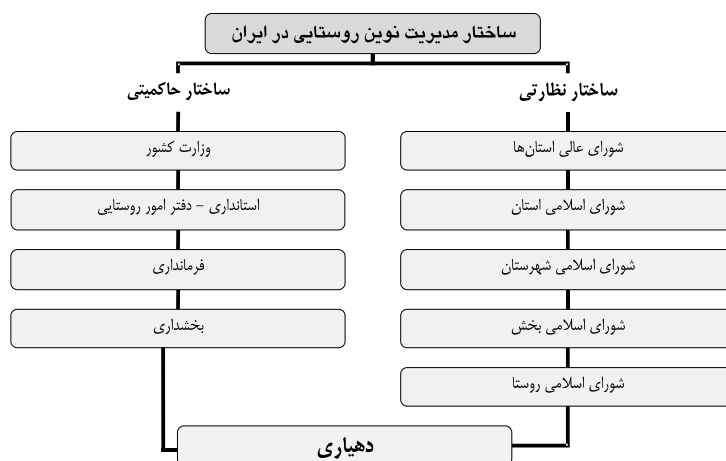 ساختار مدیریت نوین روستایی در ایران
ساختار نظارتی
شورای عالی استان‌ها
شورای اسلامی استان
شورای اسلامی شهرستان
شورای اسلامی بخش
شورای اسلامی روستا
ساختار حاکمیتی
وزارت کشور
استانداری – دفتر امور روستایی
فرمانداری
بخشداری
دهیاری